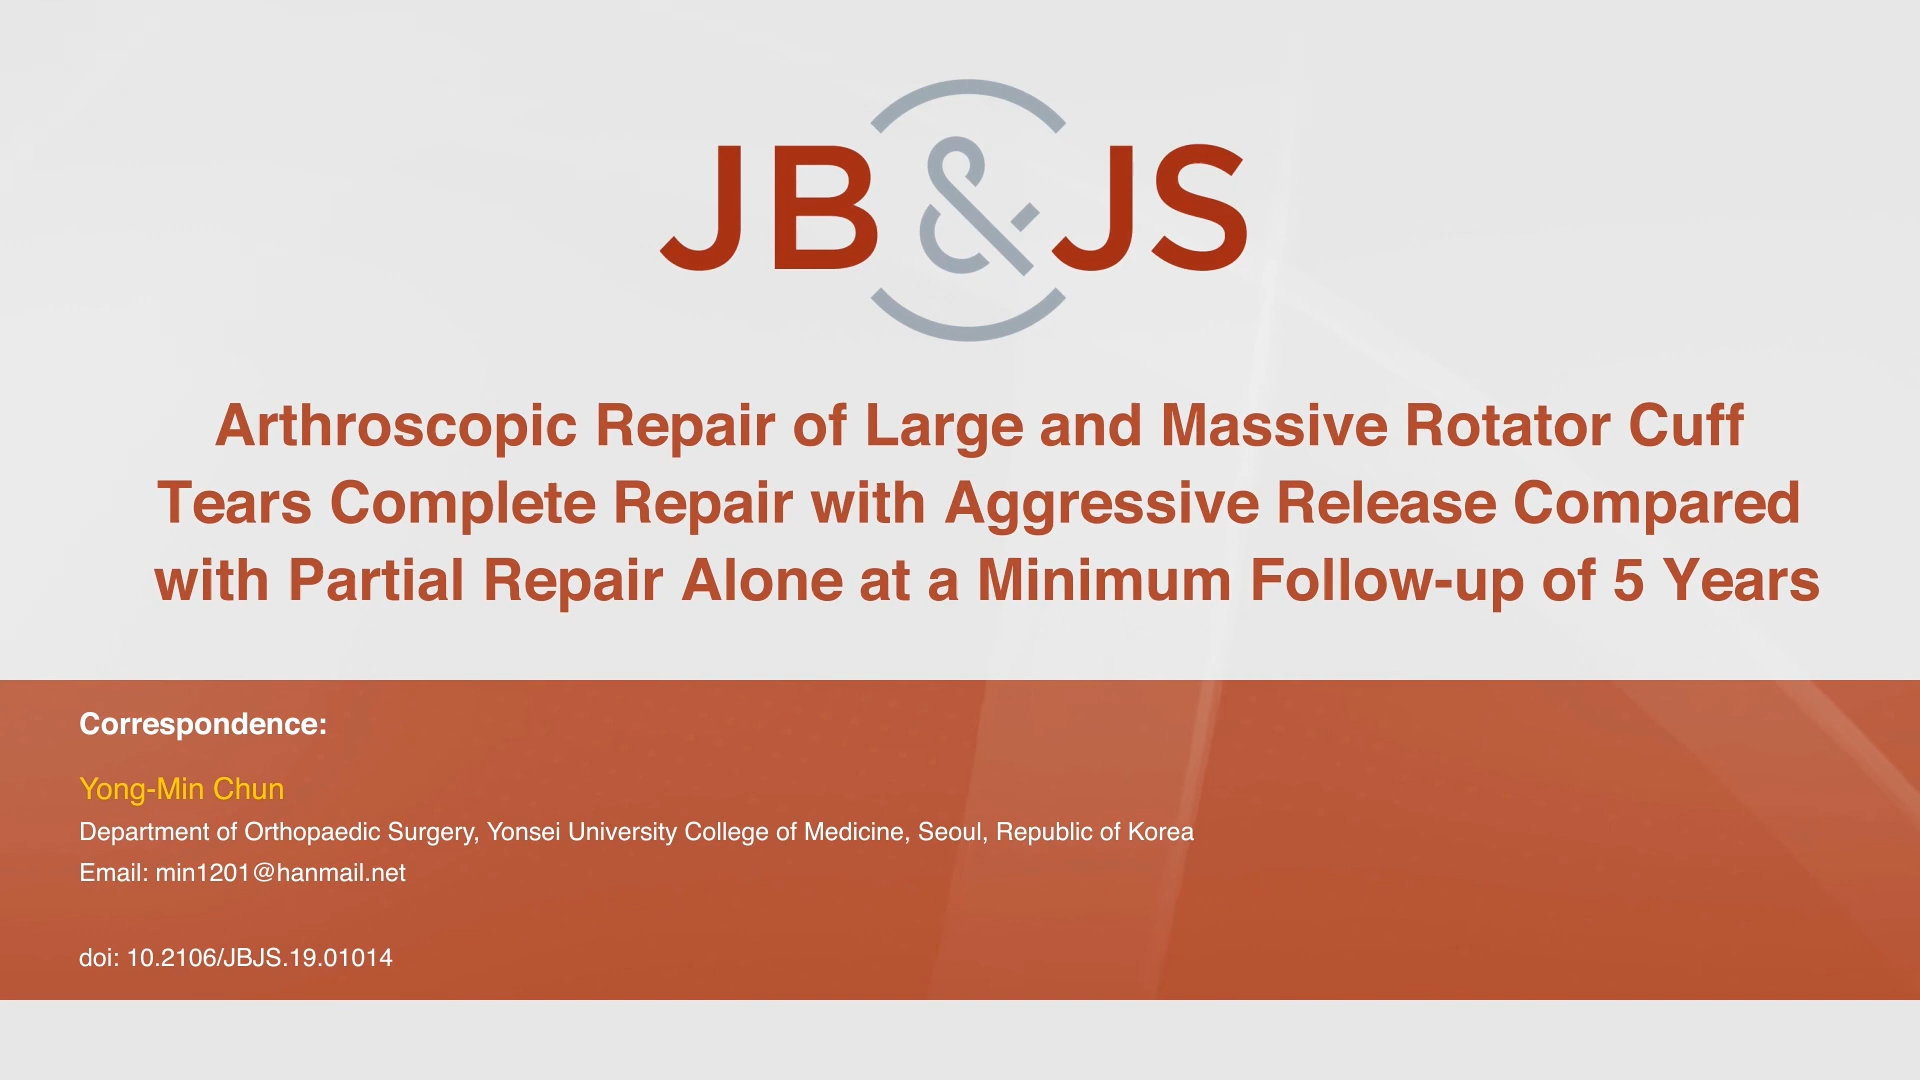 JB&JS
Arthroscopic Repair of Large and Massive Rotator Cuff
Tears Complete Repair with Aggressive Release Compared
with Partial Repair Alone at a Minimum Follow-up of 5 Years
Correspondence:
Yong-Min Chun
Department of Orthopaedic Surgery, Yonsei University College of Medicine, Seoul, Republic of Korea
Email: min1201@hanmail.net
doi: 10.2106/JBJS.19.01014